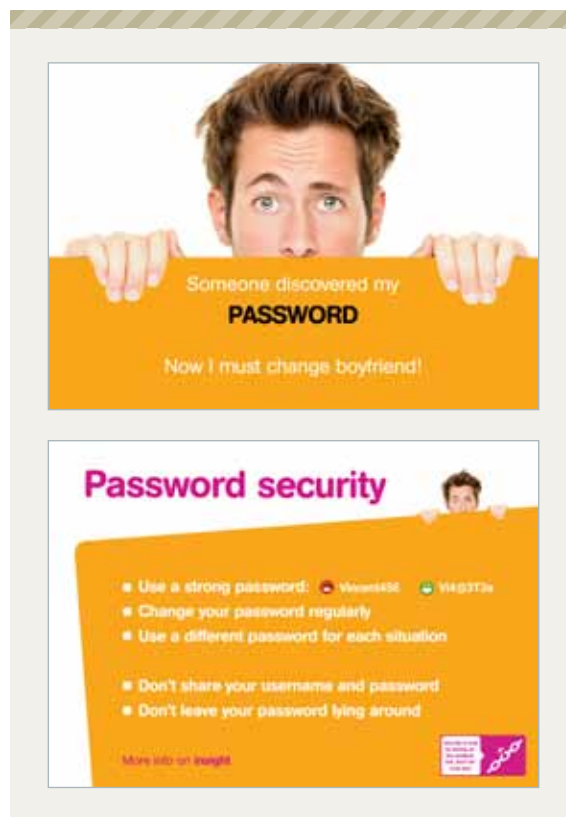 Someone discovered my
PASSWORD
Now I must change boyfriend!
Password security
Use a strong password: Vincent456
Change your password regularly
Use a different password for each situation
Don't share your username and password
Don't leave your password lying around
More info on insight